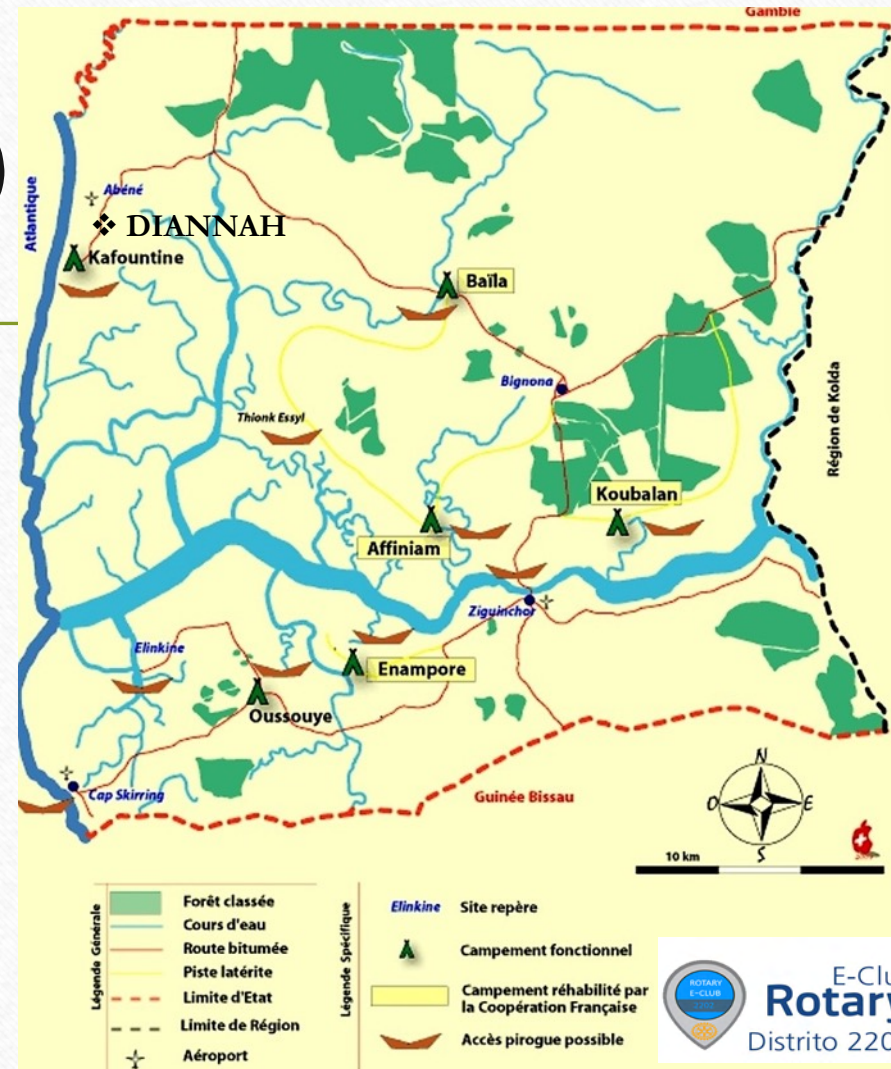 )
Gambie
Atlantique
Abéné
❖ DIANNAH
Kafountine
Baïla
Bignona
Région de Kolda
Thionk Essyl
Koubalan
Affiniam
Ziguinchor
Elinkine
Enampore
Oussouye
Cap Skirring
Guinée Bissau
N
O
E
S
10 km
Légende Générale
Forêt classée
Cours d'eau
Route bitumée
Piste latérite
Limite d'Etat
Limite de Région
Aéroport
Légende Spécifique
Elinkine
Site repère
Campement fonctionnel
Campement réhabilité par
la Coopération Française
Accès pirogue possible
ROTARY
E-CLUB
2202
E-Clu
Rotary
Distrito 220